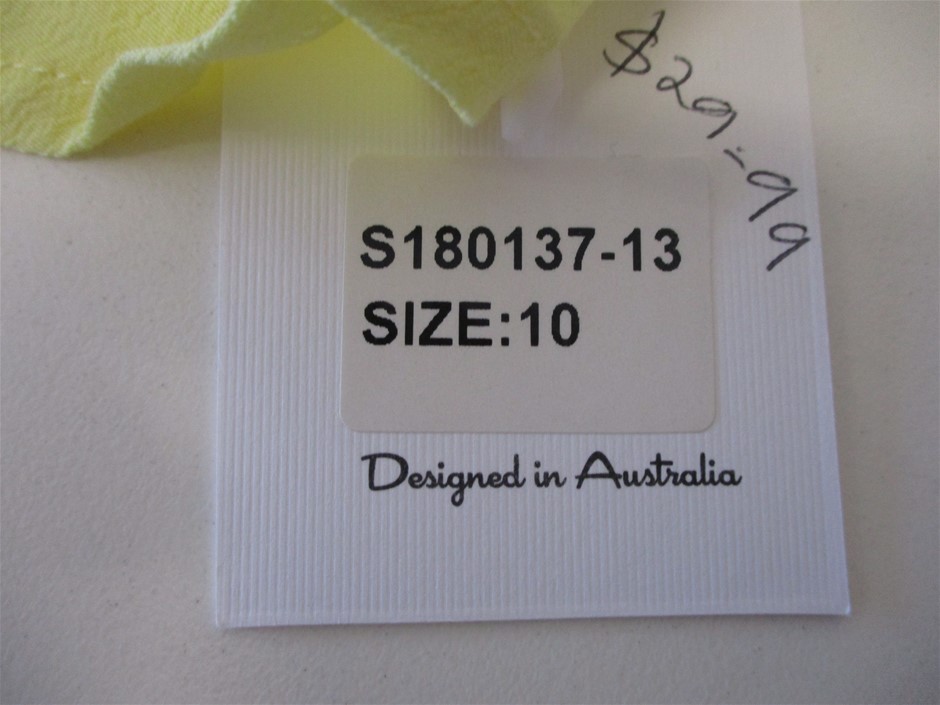 $29-99
S180137-13
SIZE:10
Designed in Australia